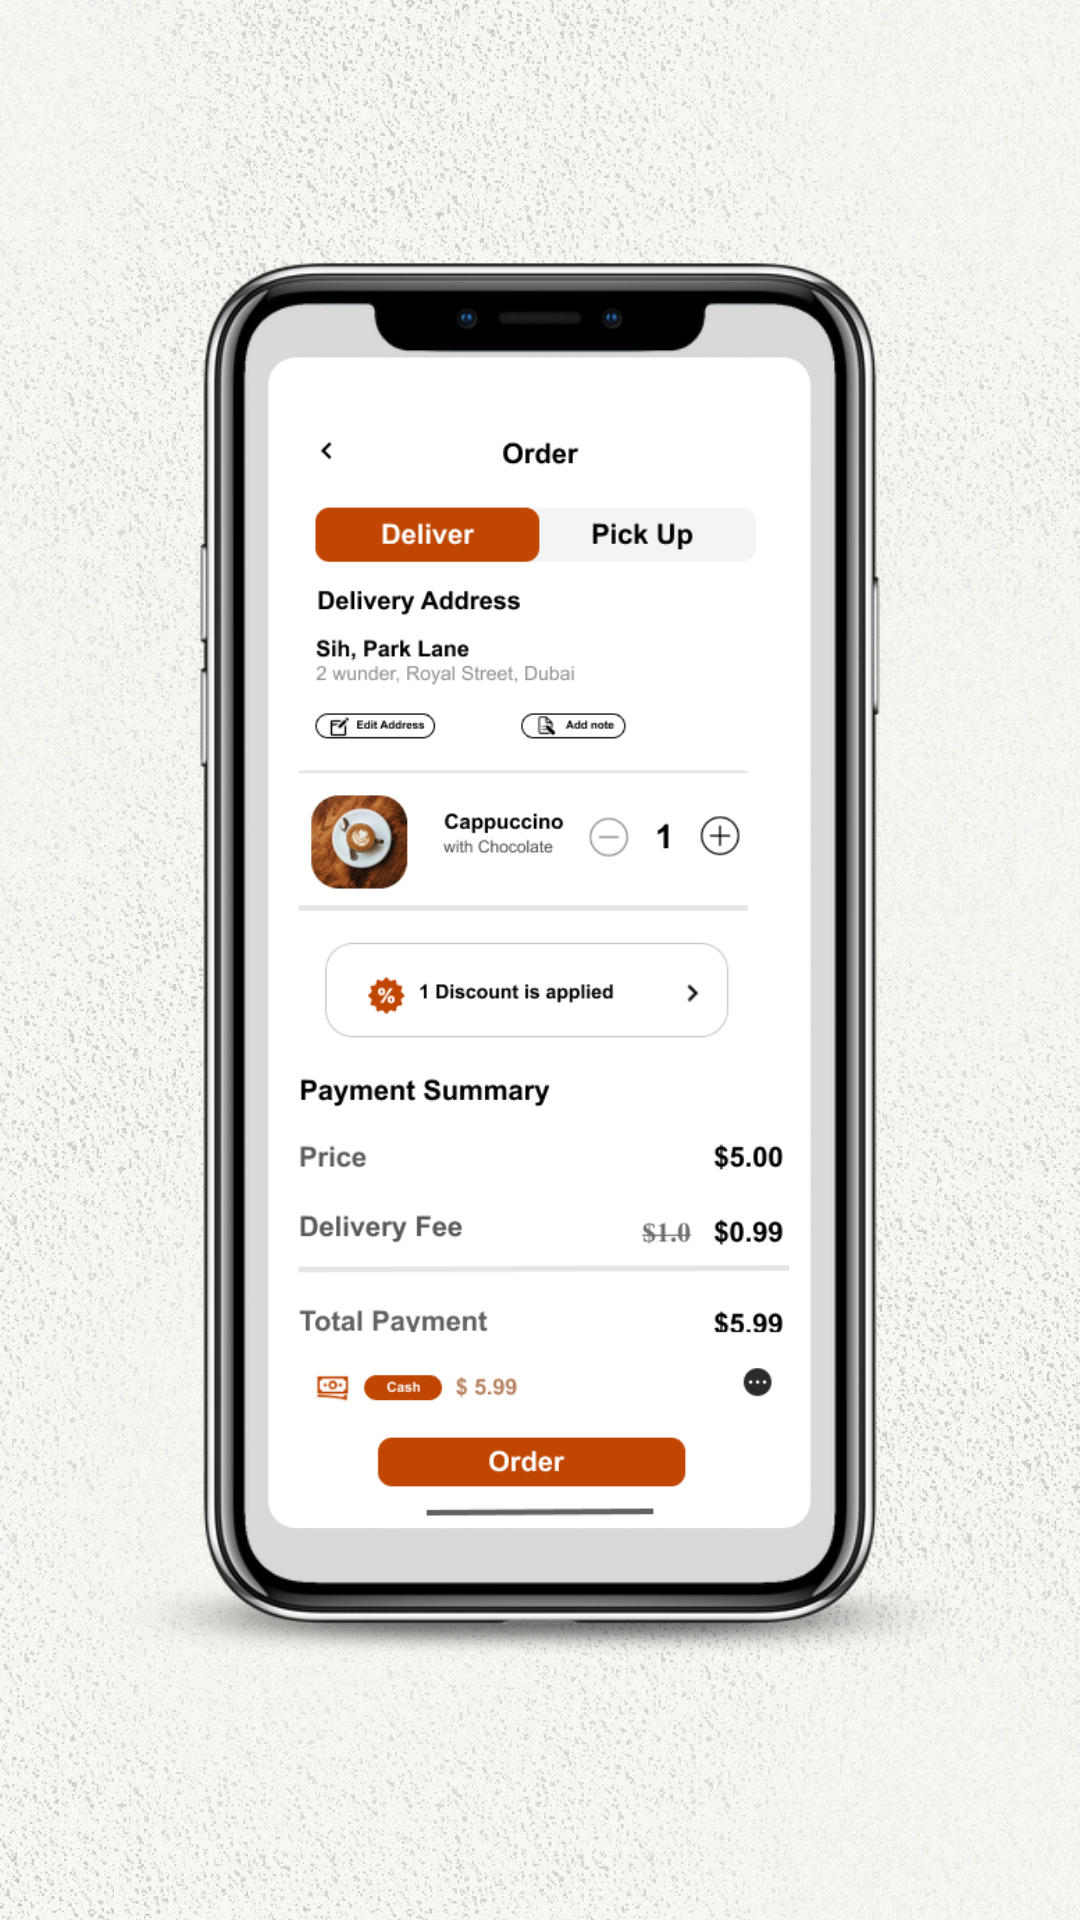 Order
Deliver Pick Up
Delivery Address
Sih, Park Lane
2 wunder, Royal Street, Dubai
Edit Address Add note
Cappuccino
with Chocolate
1
% 1 Discount is applied
Payment Summary
Price $5.00
Delivery Fee $1.0 $0.99
Total Payment $5.99
Cash $ 5.99
Order